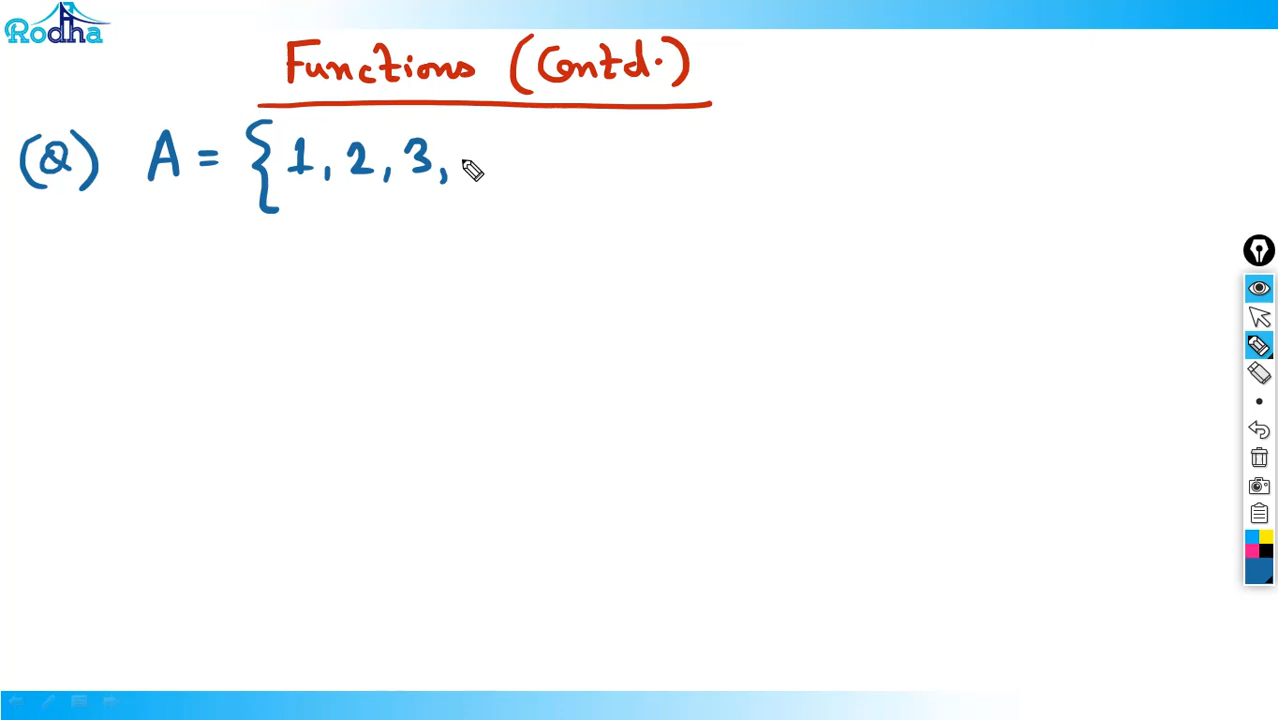 Rodha
Functions (Contd.)
(Q) A = {1, 2, 3,